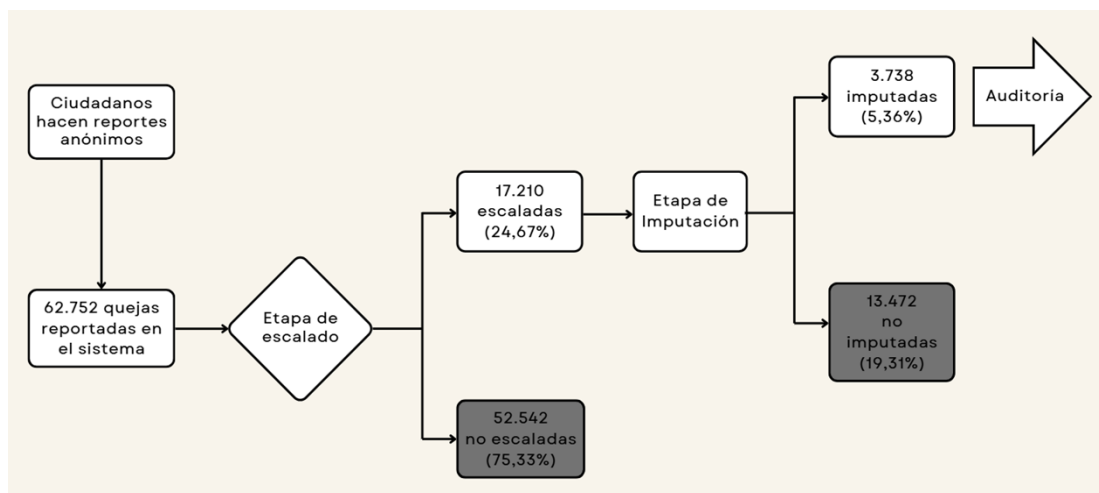 Ciudadanos
hacen reportes
anónimos
62.752 quejas
reportadas en
el sistema
Etapa de
escalado
17.210
escaladas
(24,67%)
52.542
no escaladas
(75,33%)
Etapa de
Imputación
3.738
imputadas
(5,36%)
13.472
no
imputadas
(19,31%)
Auditoría